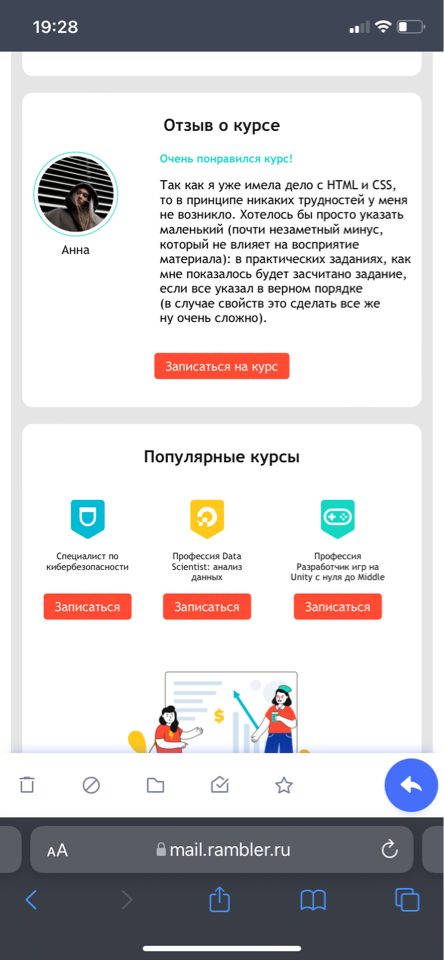 19:28
Отзыв о курсе
Очень понравился курс!
Так как я уже имела дело с HTML и CSS,
то в принципе никаких трудностей у меня
не возникло. Хотелось бы просто указать
маленький (почти незаметный минус,
который не влияет на восприятие
материала): в практических заданиях, как
мне показалось будет засчитано задание,
если все указал в верном порядке
(в случае свойств это сделать все же
ну очень сложно).
Анна
Записаться на курс
Популярные курсы
Специалист по
кибербезопасности
Записаться
Профессия Data
Scientist: анализ
данных
Записаться
Профессия
Разработчик игр на
Unity с нуля до Middle
Записаться
$
AA
mail.rambler.ru